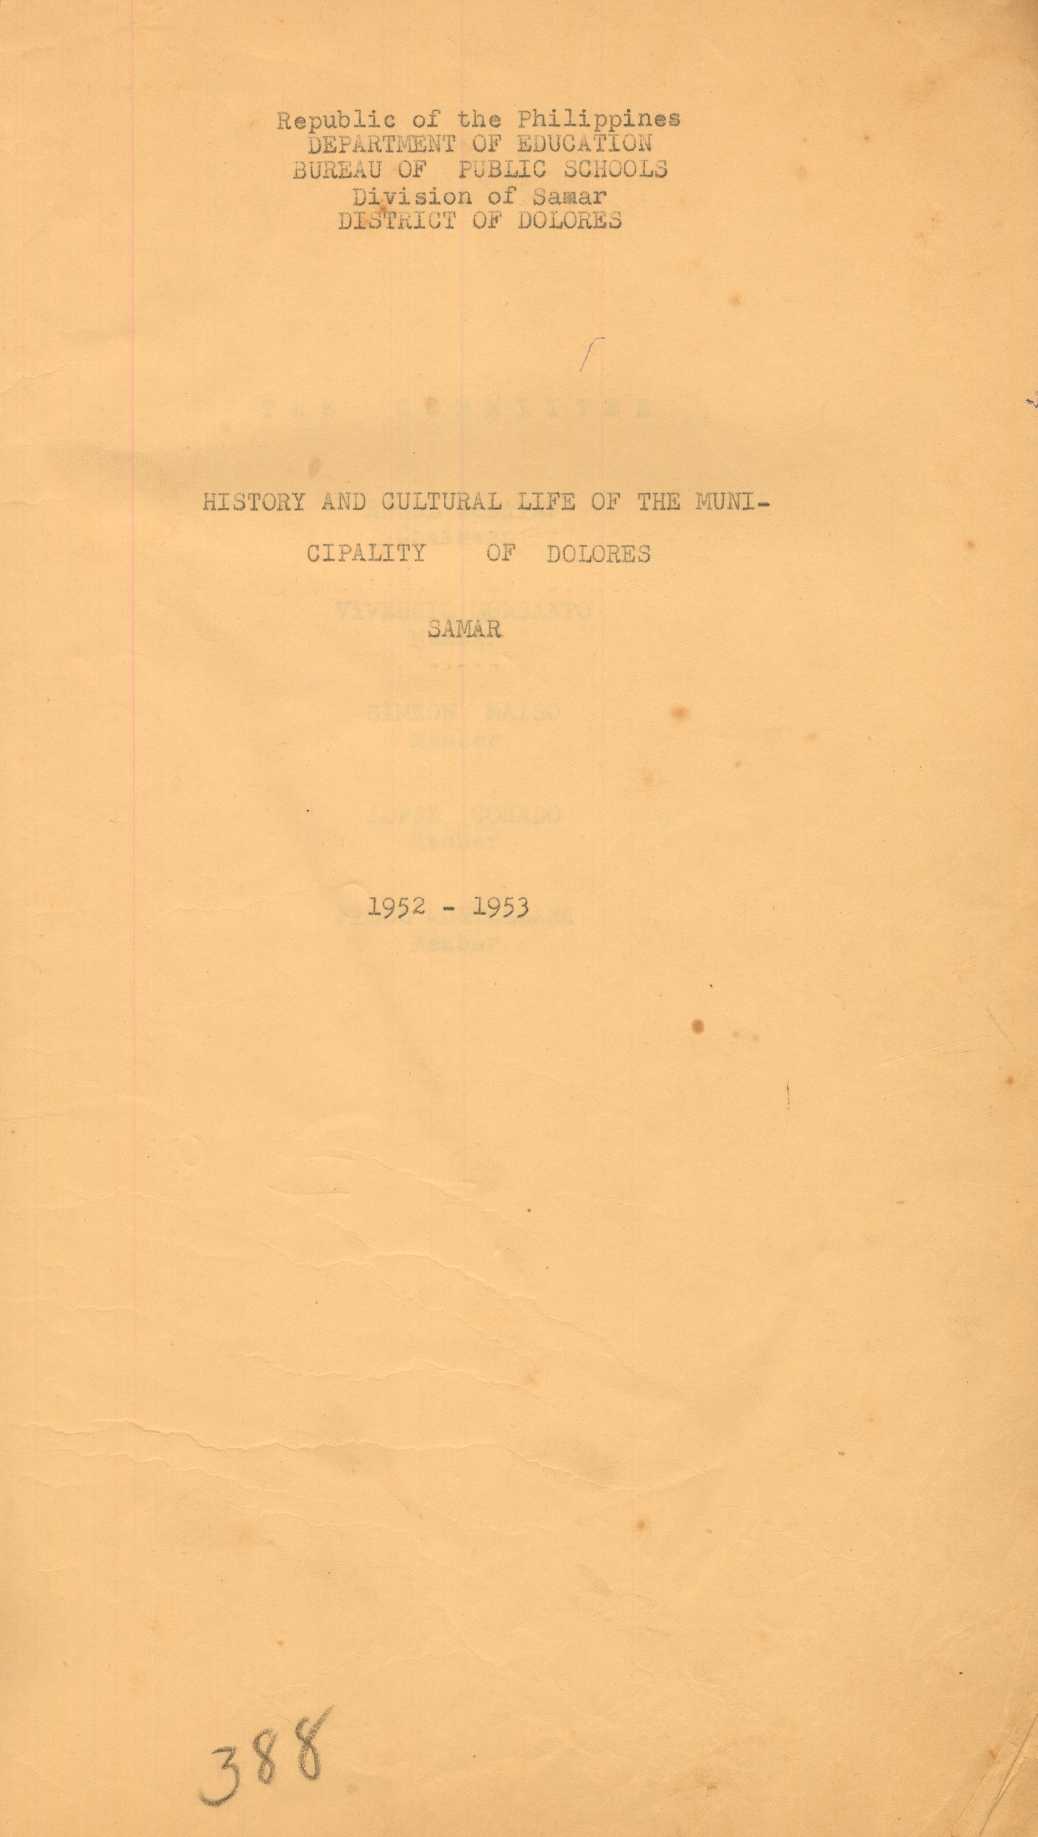 Republic of the Philippines
DEPARTMENT OF EDUCATION
BUREAU OF PUBLIC SCHOOLS
Division of Samar
DISTRICT OF DOLORES
HISTORY AND CULTURAL LIFE OF THE MUNI-
CIPALITY OF DOLORES
SAMAR
1952 - 1953
388